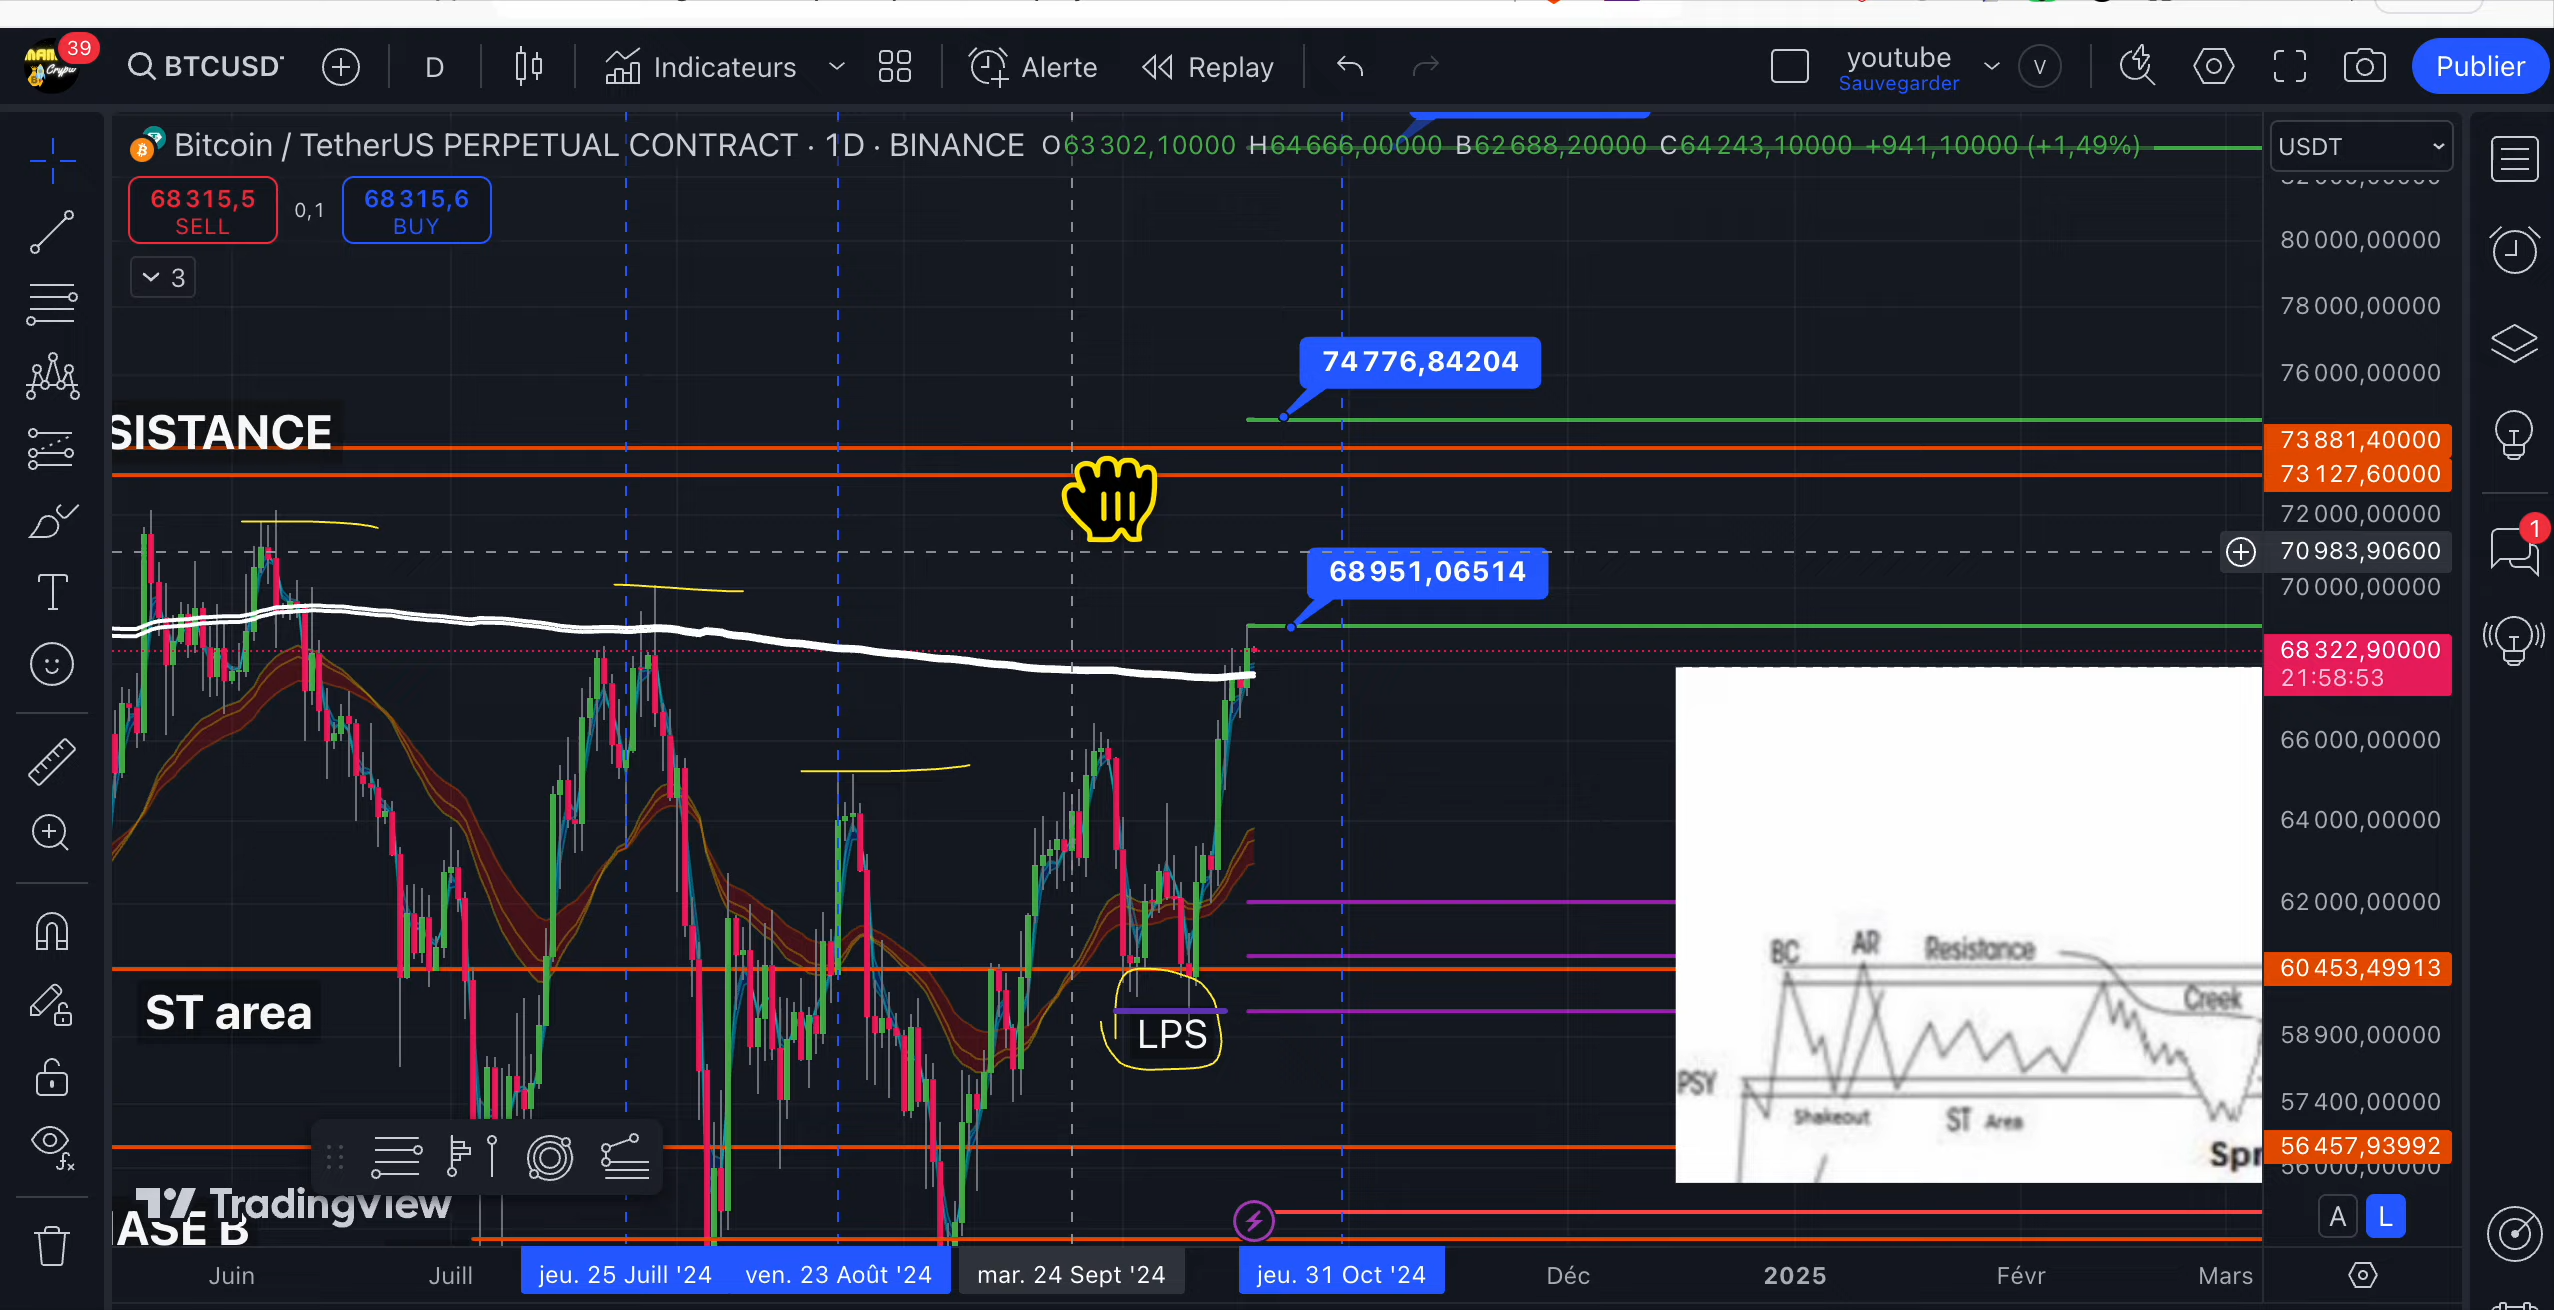 39
BTCUSDT
D
Indicateurs
Alerte
Replay
youtube
Sauvegarder
V
Publier
Bitcoin / TetherUS PERPETUAL CONTRACT · 1D · BINANCE O63 302,10000 H64 666,00000 B62 688,20000 C64 243,10000 +941,10000 (+1,49%)
USDT
68 315,5
SELL
0,1
68 315,6
BUY
3
80 000,00000
78 000,00000
76 000,00000
74 776,84204
SISTANCE
73 881,40000
73 127,60000
72 000,00000
1
70 983,90600
70 000,00000
68 951,06514
68 322,90000
21:58:53
66 000,00000
64 000,00000
62 000,00000
60 453,49913
58 900,00000
57 400,00000
56 457,93992
56 000,00000
ST area
LPS
BC
AR
Resistance
Creek
PSY
Shakeout
ST Area
Spr
TradingView
ASE B
A
L
Juin
Juill
jeu. 25 Juill '24
ven. 23 Août '24
mar. 24 Sept '24
jeu. 31 Oct '24
Déc
2025
Févr
Mars